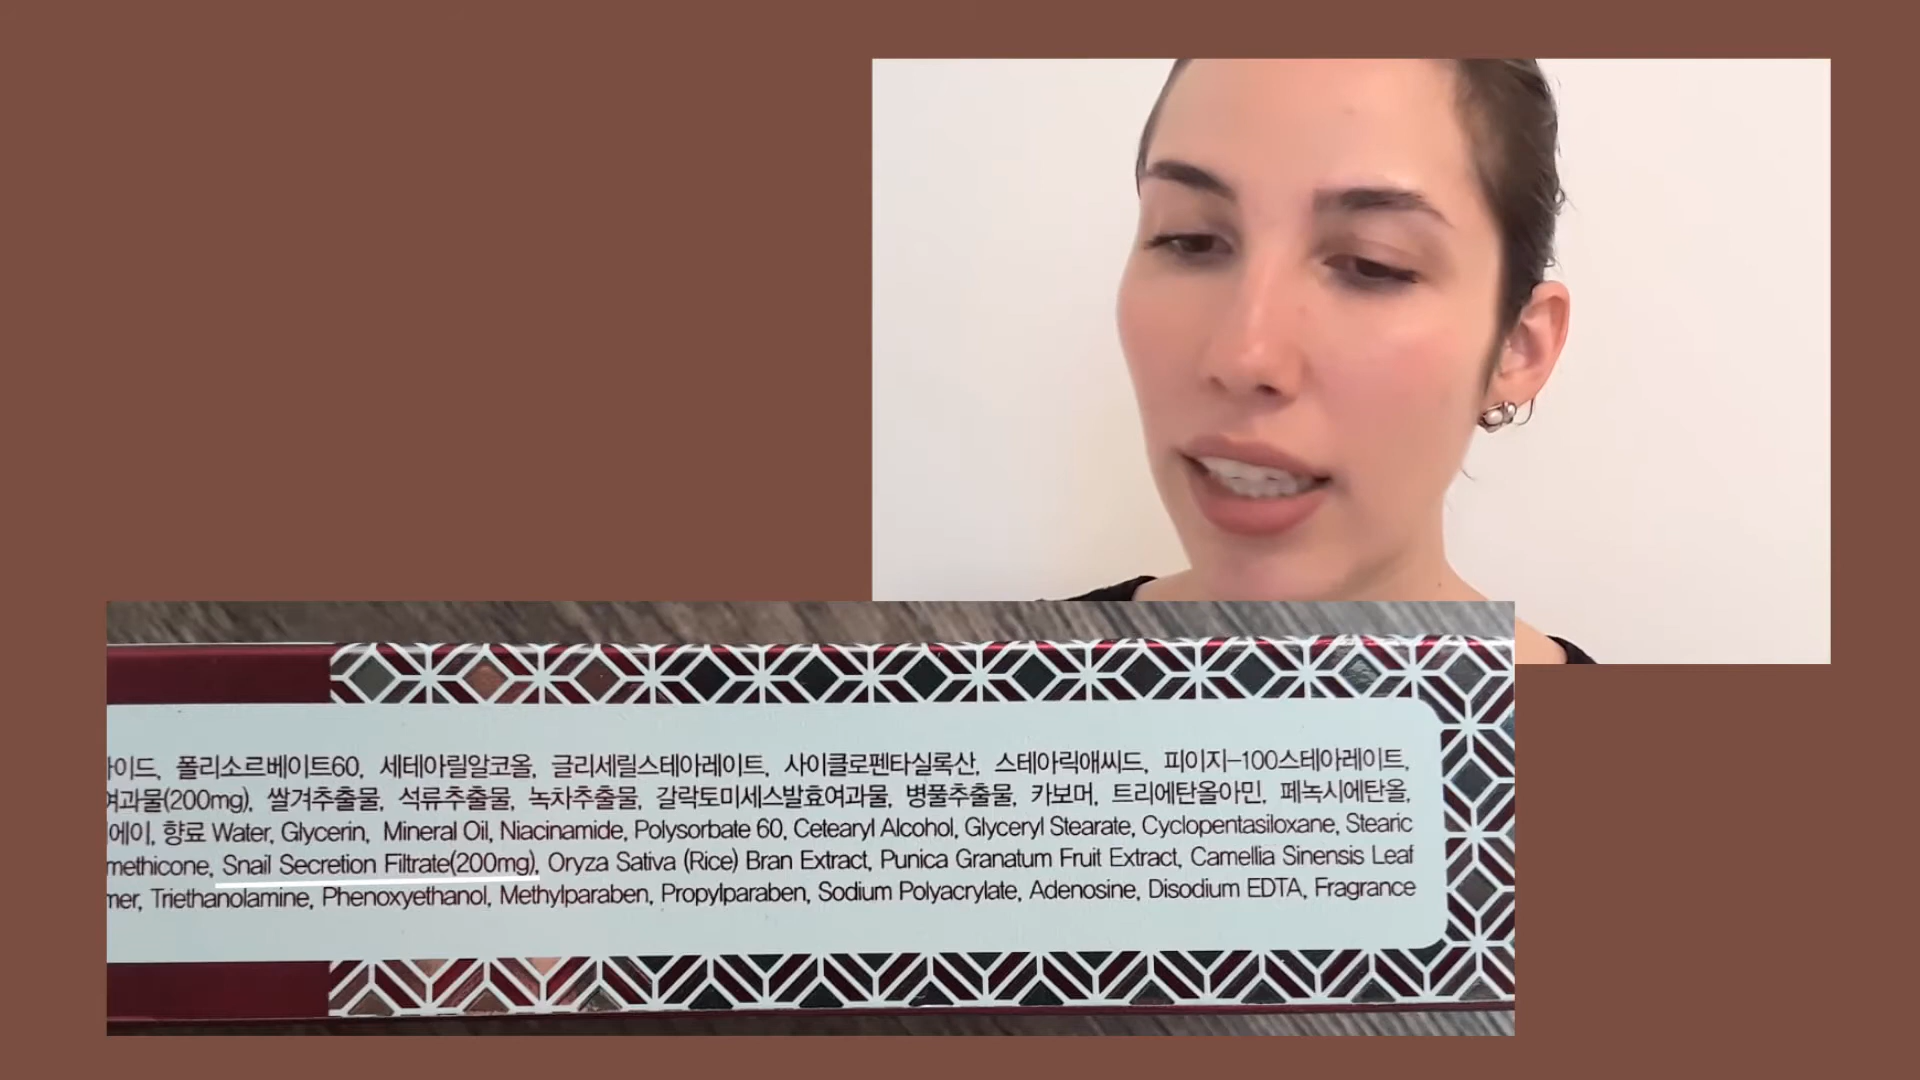 이드, 폴리소르베이트60, 세테아릴알코올, 글리세릴스테아레이트, 사이클로펜타실록산, 스테아릭애씨드, 피이지-100스테아레이트,
여과물(200mg), 쌀겨추출물, 석류추출물, 녹차추출물, 갈락토미세스발효여과물, 병풀추출물, 카보머, 트리에탄올아민, 페녹시에탄올,
에이, 향료 Water, Glycerin, Mineral Oil, Niacinamide, Polysorbate 60, Cetearyl Alcohol, Glyceryl Stearate, Cyclopentasiloxane, Stearic
methicone, Snail Secretion Filtrate(200mg), Oryza Sativa (Rice) Bran Extract, Punica Granatum Fruit Extract, Camellia Sinensis Leaf
mer, Triethanolamine, Phenoxyethanol, Methylparaben, Propylparaben, Sodium Polyacrylate, Adenosine, Disodium EDTA, Fragrance